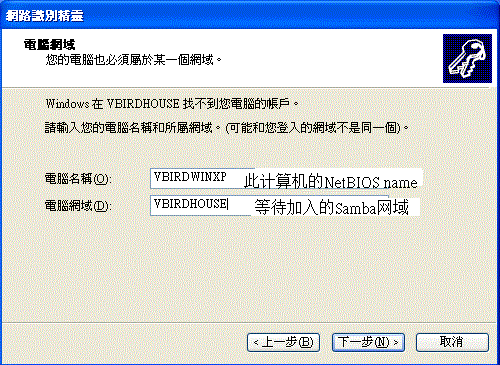 網路識別精靈
電腦網域
您的電腦也必須屬於某一個網域。
Windows 在 VBIRDHOUSE 找不到您電腦的帳戶。
請輸入您的電腦名稱和所屬網域。(可能和您登入的網域不是同一個)。
電腦名稱(O): VBIRDWINXP 此计算机的NetBIOS name
電腦網域(D): VBIRDHOUSE 等待加入的Samba网域
< 上一步(B) 下一步(N) > 取消